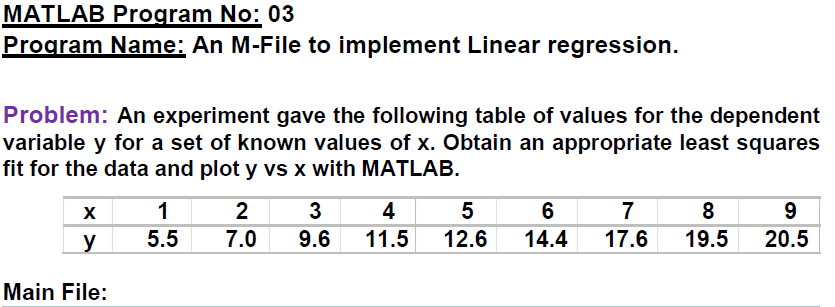 MATLAB Program No: 03
Program Name: An M-File to implement Linear regression.
Problem: An experiment gave the following table of values for the dependent
variable y for a set of known values of x. Obtain an appropriate least squares
fit for the data and plot y vs x with MATLAB.
x 1 2 3 4 5 6 7 8 9
y 5.5 7.0 9.6 11.5 12.6 14.4 17.6 19.5 20.5
Main File: